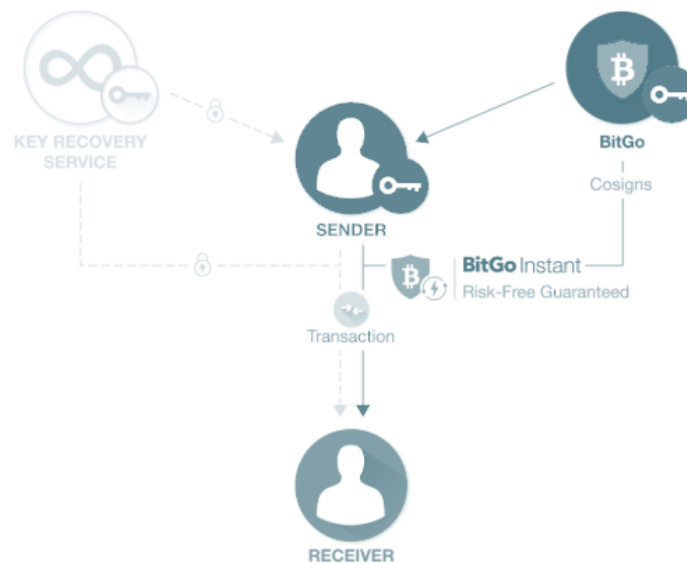 KEY RECOVERY
SERVICE
BitGo
Cosigns
SENDER
BitGo Instant
Risk-Free Guaranteed
Transaction
RECEIVER